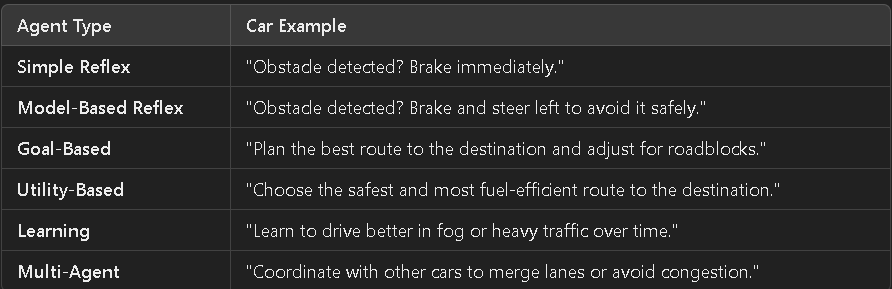 Agent Type Car Example
Simple Reflex "Obstacle detected? Brake immediately."
Model-Based Reflex "Obstacle detected? Brake and steer left to avoid it safely."
Goal-Based "Plan the best route to the destination and adjust for roadblocks."
Utility-Based "Choose the safest and most fuel-efficient route to the destination."
Learning "Learn to drive better in fog or heavy traffic over time."
Multi-Agent "Coordinate with other cars to merge lanes or avoid congestion."